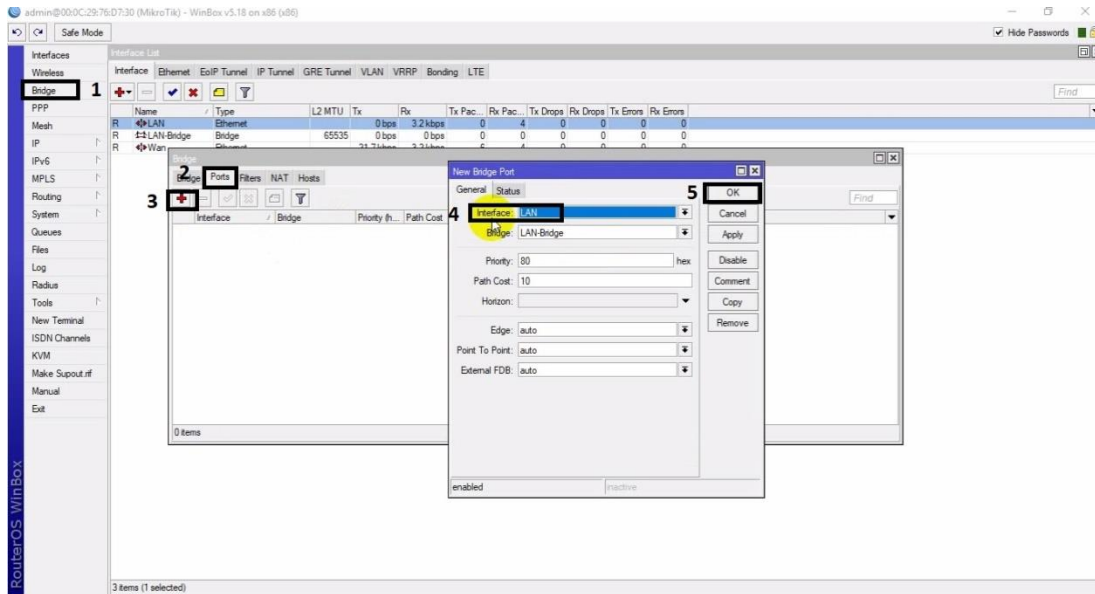 admin@00:0C:29:76:D7:30 (MikroTik) - WinBox v5.18 on x86 (x86)
Safe Mode
Hide Passwords
Interfaces
Wireless
Bridge 1
PPP
Mesh
IP
IPv6
MPLS
Routing
System
Queues
Files
Log
Radius
Tools
New Terminal
ISDN Channels
KVM
Make Supout.rif
Manual
Exit
RouterOS WinBox
Interface List
Interface Ethernet EoIP Tunnel IP Tunnel GRE Tunnel VLAN VRRP Bonding LTE
Find
Name Type L2 MTU Tx Rx Tx Pac... Rx Pac... Tx Drops Rx Drops Tx Errors Rx Errors
R LAN Ethernet 0 bps 3.2 kbps 0 4 0 0 0 0
R LAN-Bridge Bridge 65535 0 bps 0 bps 0 0 0 0 0 0
R Wan Ethernet
Bridge
2
Bridge Ports Filters NAT Hosts
3
Find
Interface Bridge Priority (h... Path Cost
0 items
New Bridge Port
General Status
4 Interface: LAN
Bridge: LAN-Bridge
Priority: 80 hex
Path Cost: 10
Horizon:
Edge: auto
Point To Point: auto
External FDB: auto
5 OK
Cancel
Apply
Disable
Comment
Copy
Remove
enabled inactive
3 items (1 selected)